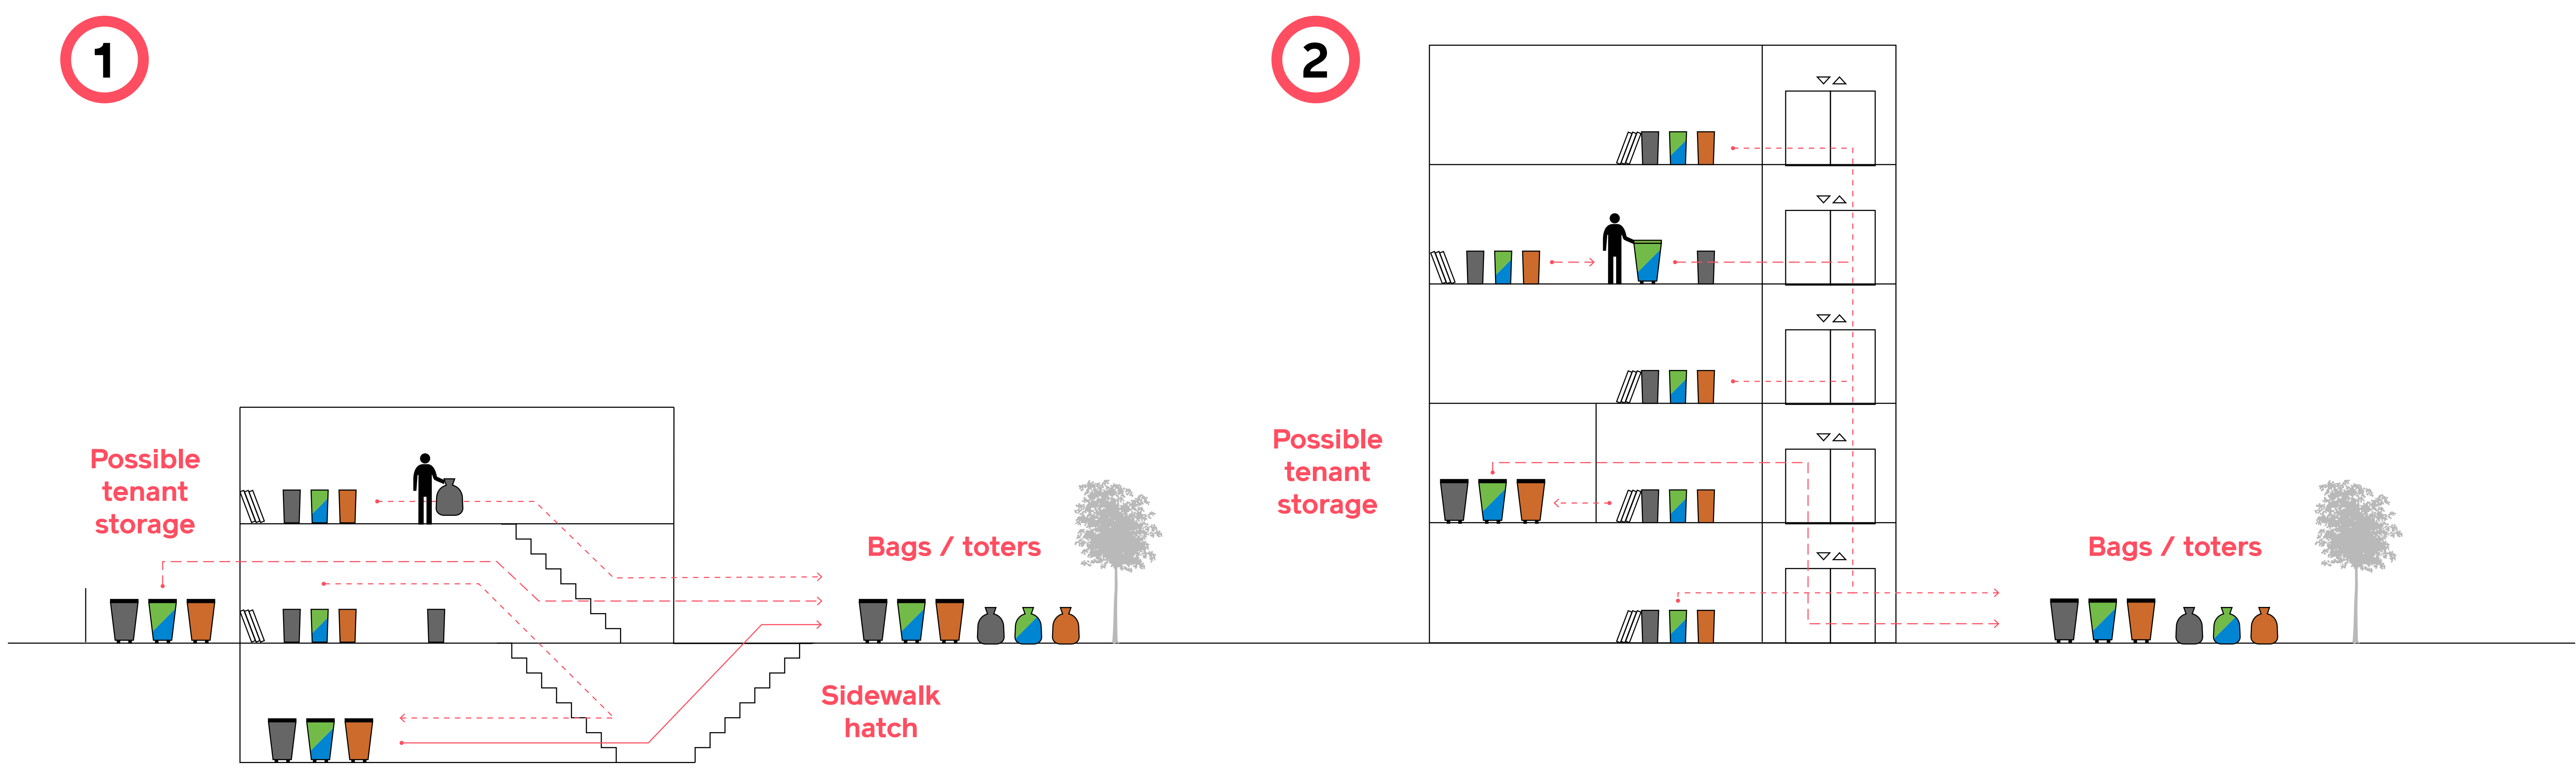 1
Possible
tenant
storage
Bags / toters
Sidewalk
hatch
2
Possible
tenant
storage
Bags / toters